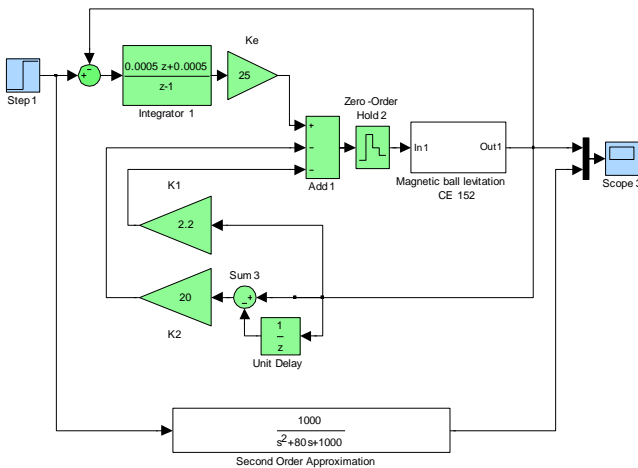 Ke
Step 1
−
+
0.0005 z+0.0005
z-1
Integrator 1
25
Zero -Order
Hold 2
+
−
−
Add 1
In1
Out1
Magnetic ball levitation
CE 152
Scope 3
K1
2.2
Sum 3
20
−
+
K2
1
z
Unit Delay
1000
s²+80s+1000
Second Order Approximation